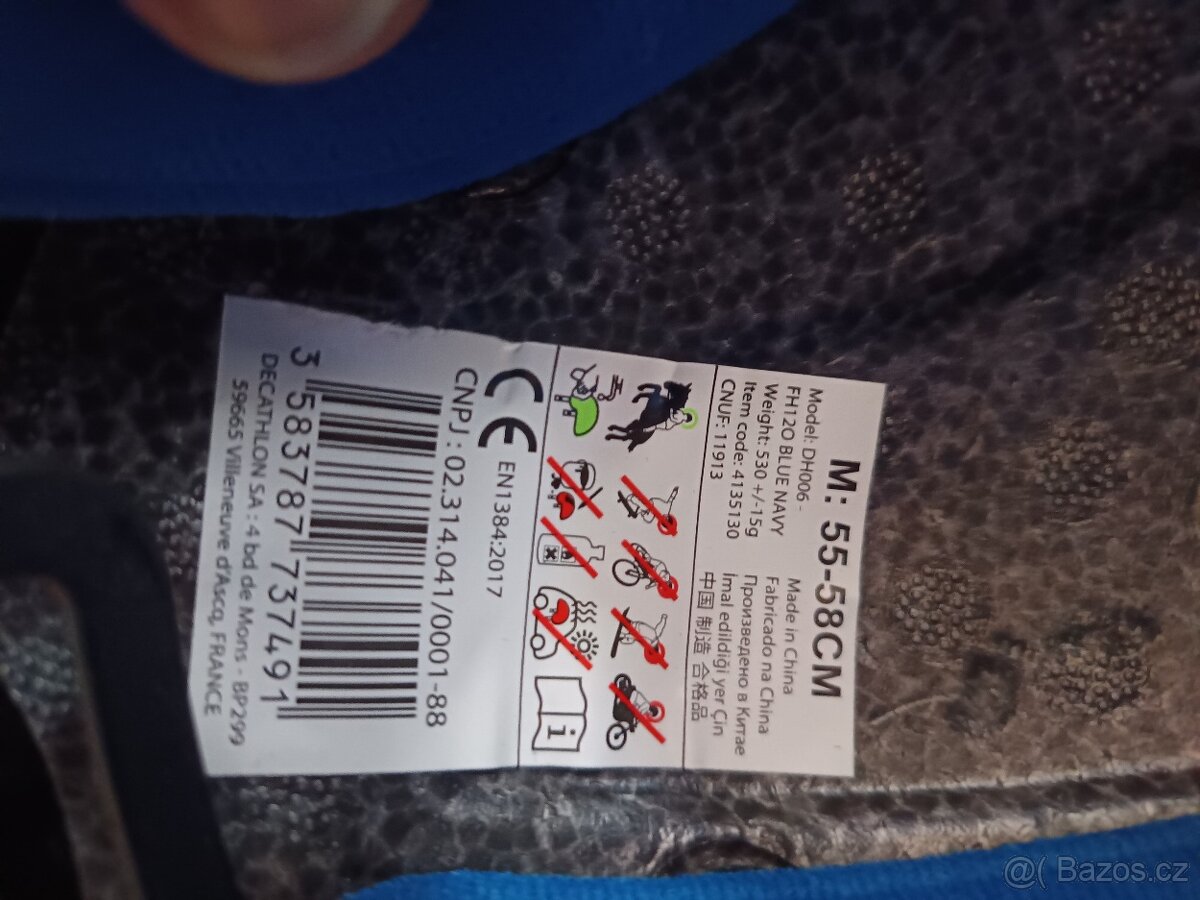 M: 55-58CM
Model: DH006 -
FH120 BLUE NAVY
Weight: 530 +/-15g
Item code: 4135130
CNUF: 11913
Made in China
Fabricado na China
Произведено в Китае
İmal edildiği yer Çin
中国 制造 合格品
i
CE EN1384:2017
CNPJ : 02.314.041/0001-88
3 583787 737491
DECATHLON SA : 4 bd de Mons - BP299
59665 Villeneuve d'Ascq, FRANCE
@( Bazos.cz